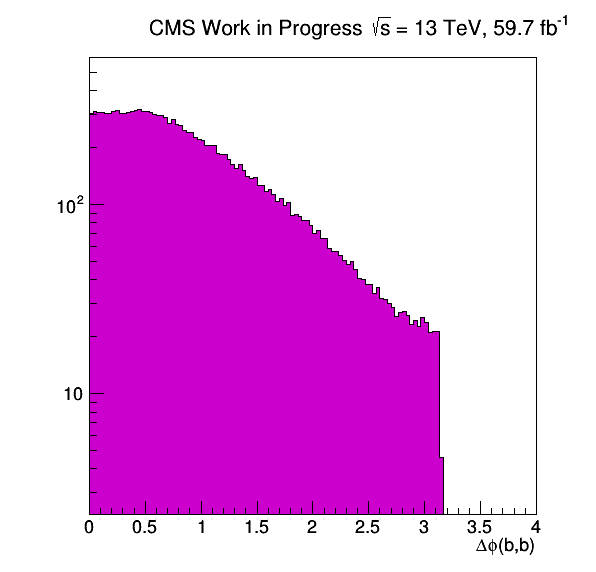 CMS Work in Progress √s = 13 TeV, 59.7 fb⁻¹
10²
10
0 0.5 1 1.5 2 2.5 3 3.5 4
Δϕ(b,b)